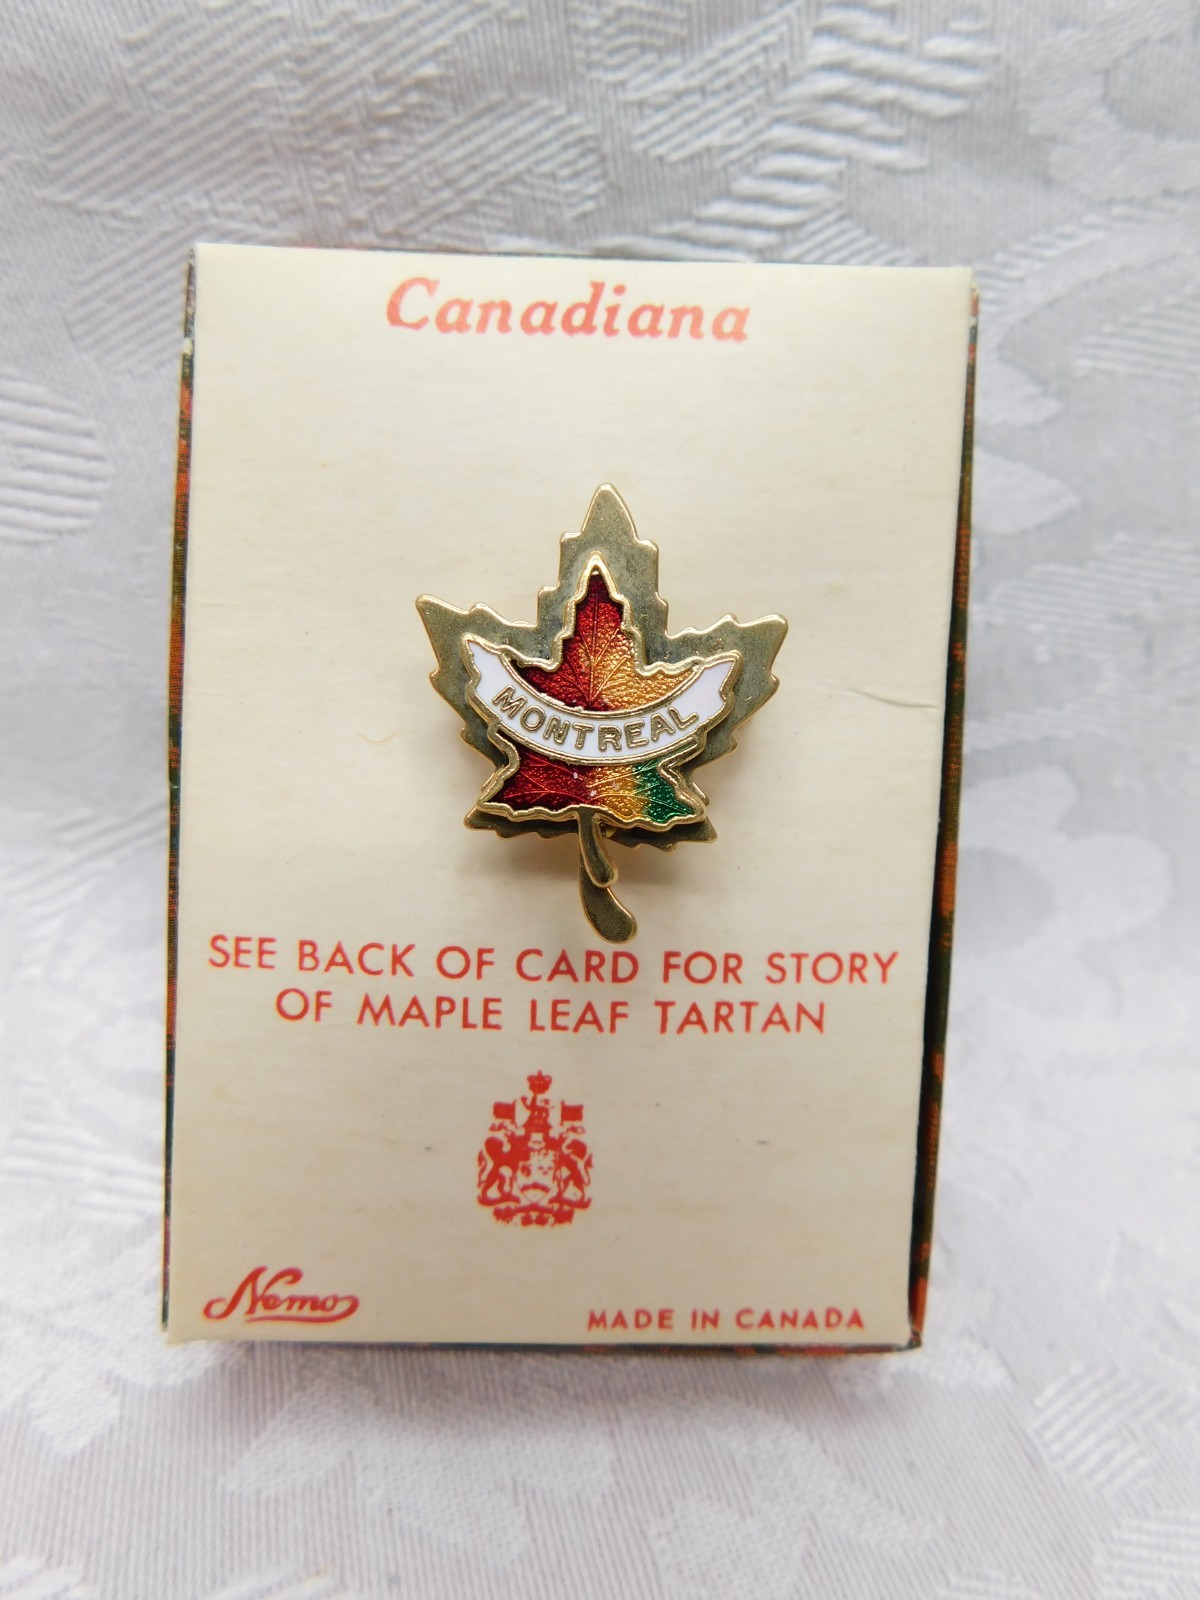 Canadiana
MONTREAL
SEE BACK OF CARD FOR STORY
OF MAPLE LEAF TARTAN
Nemo
MADE IN CANADA